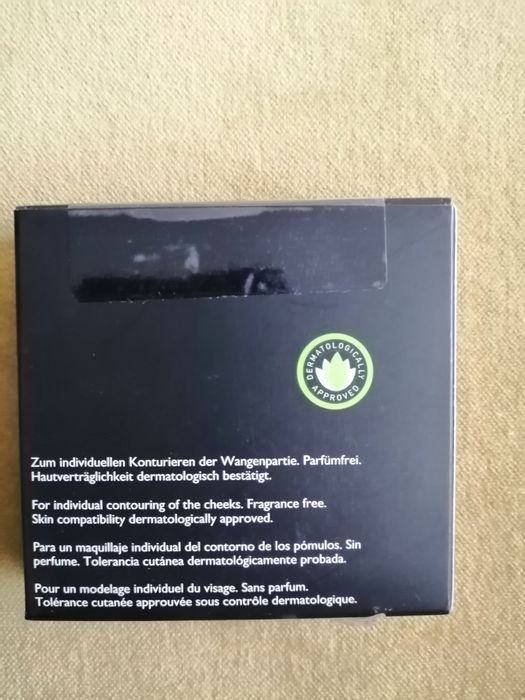 DERMATOLOGICALLY
APPROVED
Zum individuellen Konturieren der Wangenpartie. Parfümfrei.
Hautverträglichkeit dermatologisch bestätigt.
For individual contouring of the cheeks. Fragrance free.
Skin compatibility dermatologically approved.
Para un maquillaje individual del contorno de los pómulos. Sin
perfume. Tolerancia cutánea dermatológicamente probada.
Pour un modelage individuel du visage. Sans parfum.
Tolérance cutanée approuvée sous contrôle dermatologique.